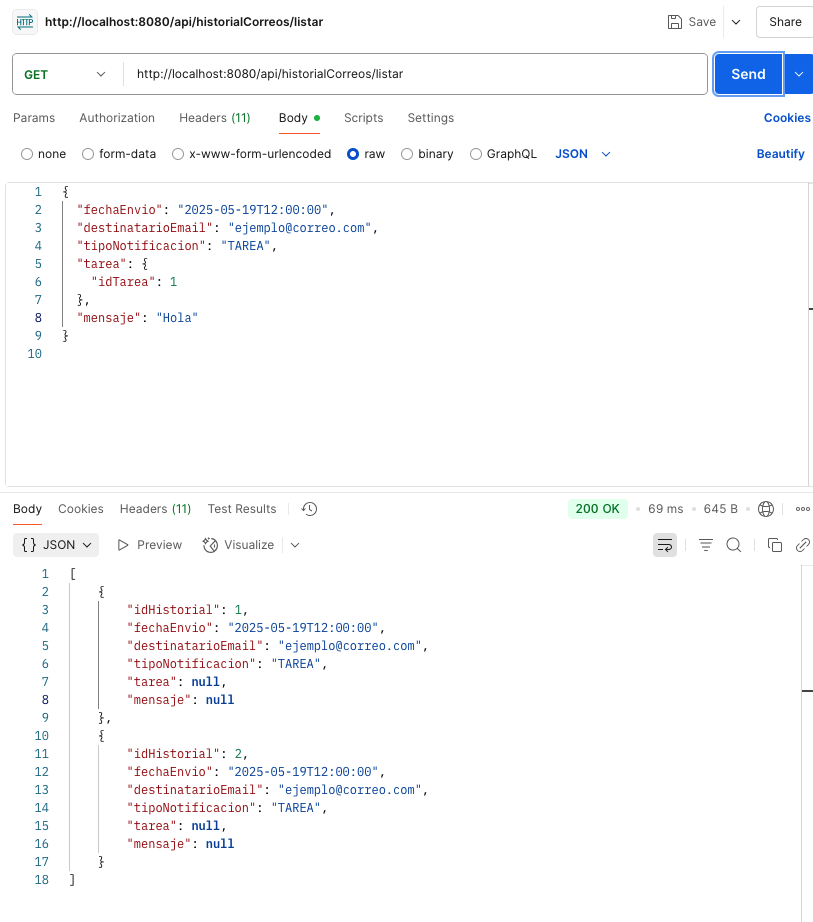 HTTP http://localhost:8080/api/historialCorreos/listar Save Share
GET http://localhost:8080/api/historialCorreos/listar Send
Params Authorization Headers (11) Body Scripts Settings Cookies
none form-data x-www-form-urlencoded raw binary GraphQL JSON Beautify
1 {
2 "fechaEnvio": "2025-05-19T12:00:00",
3 "destinatarioEmail": "ejemplo@correo.com",
4 "tipoNotificacion": "TAREA",
5 "tarea": {
6 "idTarea": 1
7 },
8 "mensaje": "Hola"
9 }
10
Body Cookies Headers (11) Test Results 200 OK • 69 ms • 645 B •
{} JSON Preview Visualize
1 [
2 {
3 "idHistorial": 1,
4 "fechaEnvio": "2025-05-19T12:00:00",
5 "destinatarioEmail": "ejemplo@correo.com",
6 "tipoNotificacion": "TAREA",
7 "tarea": null,
8 "mensaje": null
9 },
10 {
11 "idHistorial": 2,
12 "fechaEnvio": "2025-05-19T12:00:00",
13 "destinatarioEmail": "ejemplo@correo.com",
14 "tipoNotificacion": "TAREA",
15 "tarea": null,
16 "mensaje": null
17 }
18 ]